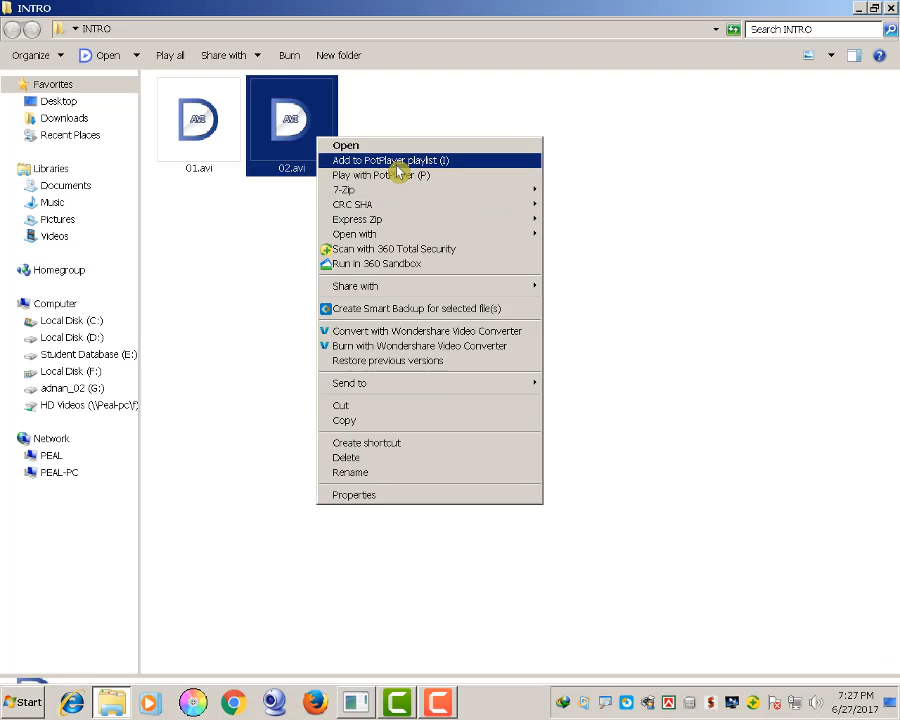 INTRO
INTRO
Search INTRO
Organize Open Play all Share with Burn New folder
Favorites
Desktop
Downloads
Recent Places
Libraries
Documents
Music
Pictures
Videos
Homegroup
Computer
Local Disk (C:)
Local Disk (D:)
Student Database (E:)
Local Disk (F:)
adnan_02 (G:)
HD Videos (\\Peal-pc\f)
Network
PEAL
PEAL-PC
AVI
AVI
01.avi
02.avi
Open
Add to PotPlayer playlist (I)
Play with PotPlayer (P)
7-Zip
CRC SHA
Express Zip
Open with
Scan with 360 Total Security
Run in 360 Sandbox
Share with
Create Smart Backup for selected file(s)
Convert with Wondershare Video Converter
Burn with Wondershare Video Converter
Restore previous versions
Send to
Cut
Copy
Create shortcut
Delete
Rename
Properties
Start
7:27 PM
6/27/2017